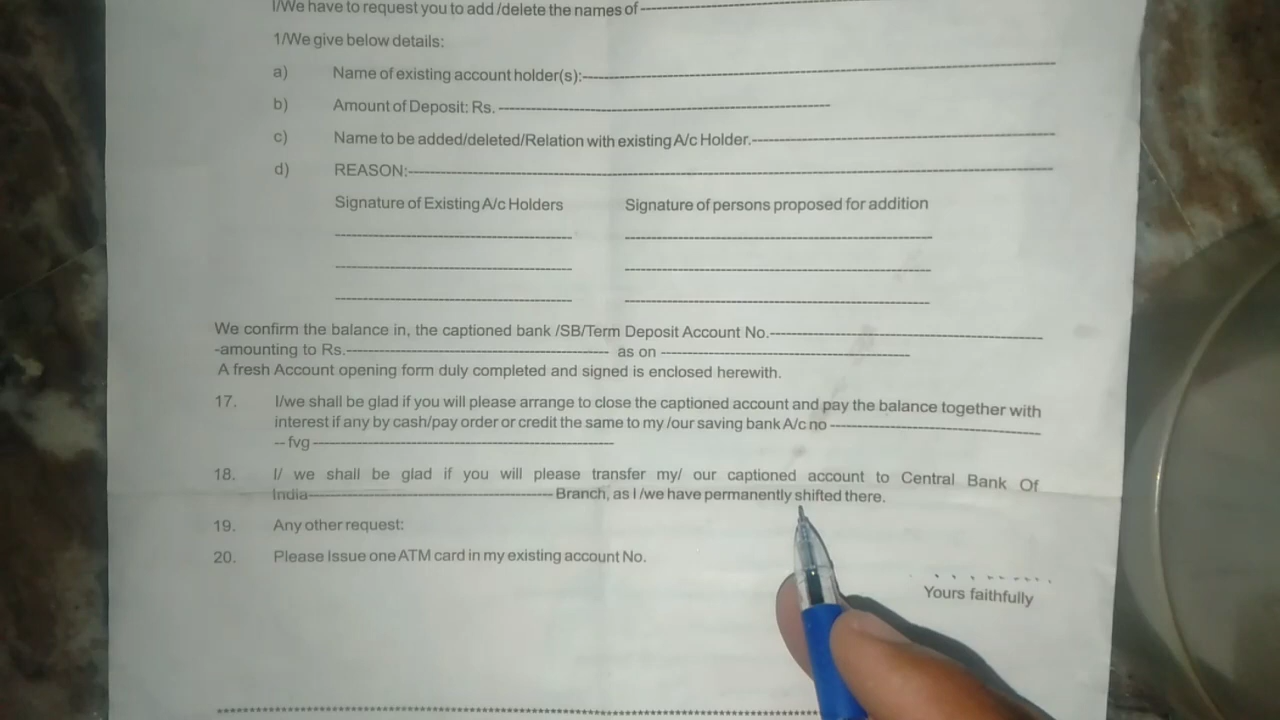 I/We have to request you to add /delete the names of
1/We give below details:
a) Name of existing account holder(s):
b) Amount of Deposit: Rs.
c) Name to be added/deleted/Relation with existing A/c Holder.
d) REASON:
Signature of Existing A/c Holders Signature of persons proposed for addition
We confirm the balance in, the captioned bank /SB/Term Deposit Account No.
-amounting to Rs. as on
A fresh Account opening form duly completed and signed is enclosed herewith.
17. I/we shall be glad if you will please arrange to close the captioned account and pay the balance together with
interest if any by cash/pay order or credit the same to my /our saving bank A/c no
-- fvg
18. I/ we shall be glad if you will please transfer my/ our captioned account to Central Bank Of
India Branch, as I /we have permanently shifted there.
19. Any other request:
20. Please Issue one ATM card in my existing account No.
Yours faithfully